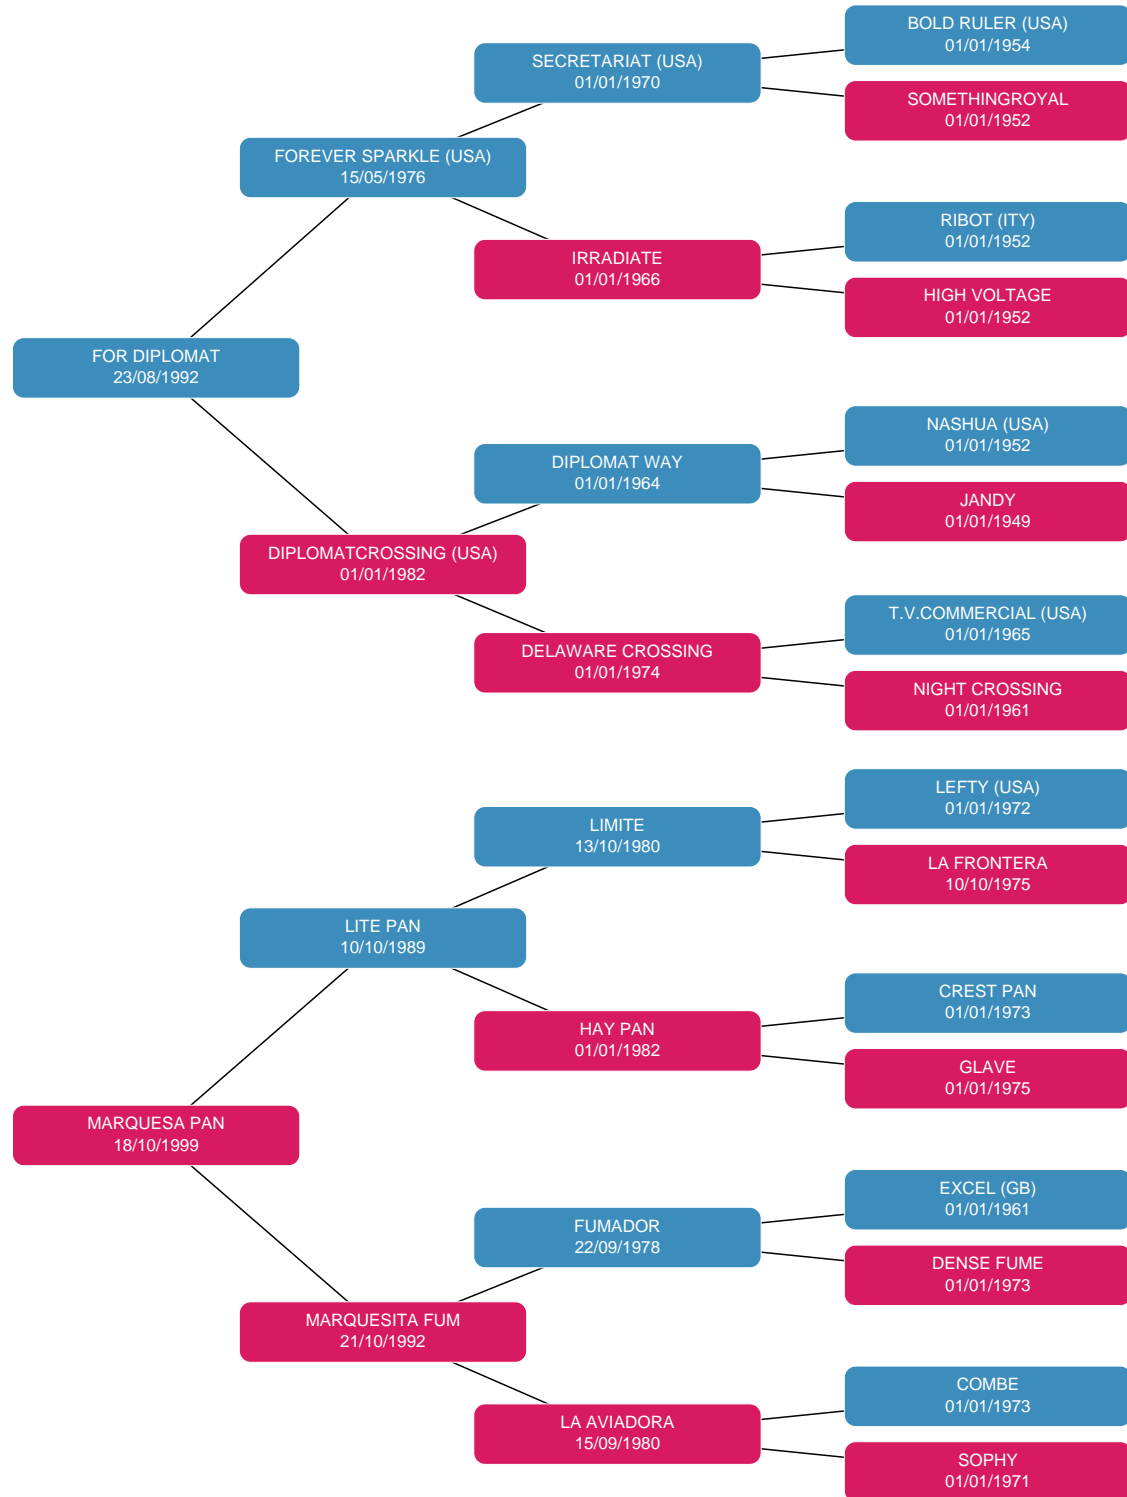 BOLD RULER (USA)
01/01/1954
SECRETARIAT (USA)
01/01/1970
SOMETHINGROYAL
01/01/1952
FOREVER SPARKLE (USA)
15/05/1976
RIBOT (ITY)
01/01/1952
IRRADIATE
01/01/1966
HIGH VOLTAGE
01/01/1952
FOR DIPLOMAT
23/08/1992
NASHUA (USA)
01/01/1952
DIPLOMAT WAY
01/01/1964
JANDY
01/01/1949
DIPLOMATCROSSING (USA)
01/01/1982
T.V.COMMERCIAL (USA)
01/01/1965
DELAWARE CROSSING
01/01/1974
NIGHT CROSSING
01/01/1961
LEFTY (USA)
01/01/1972
LIMITE
13/10/1980
LA FRONTERA
10/10/1975
LITE PAN
10/10/1989
CREST PAN
01/01/1973
HAY PAN
01/01/1982
GLAVE
01/01/1975
MARQUESA PAN
18/10/1999
EXCEL (GB)
01/01/1961
FUMADOR
22/09/1978
DENSE FUME
01/01/1973
MARQUESITA FUM
21/10/1992
COMBE
01/01/1973
LA AVIADORA
15/09/1980
SOPHY
01/01/1971